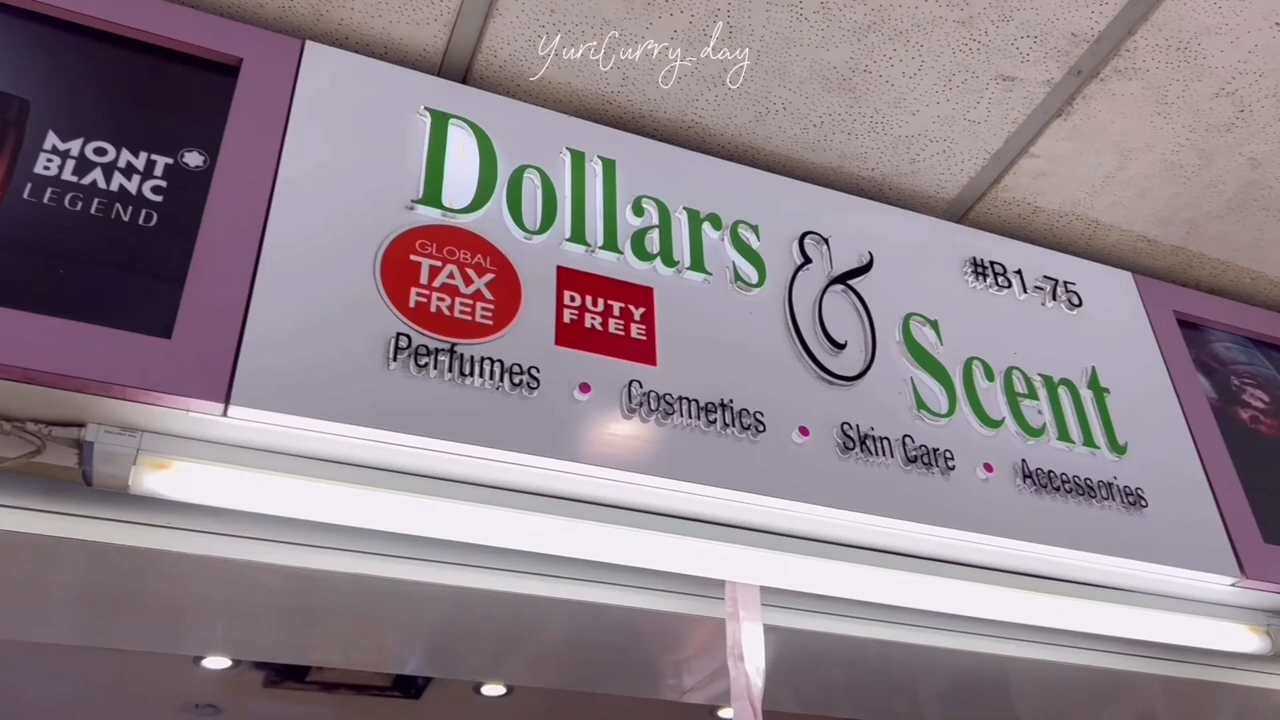 YuriCurry_day
MONT
BLANC
LEGEND
Dollars
&
Scent
#B1-75
GLOBAL
TAX
FREE
DUTY
FREE
Perfumes • Cosmetics • Skin Care • Accessories